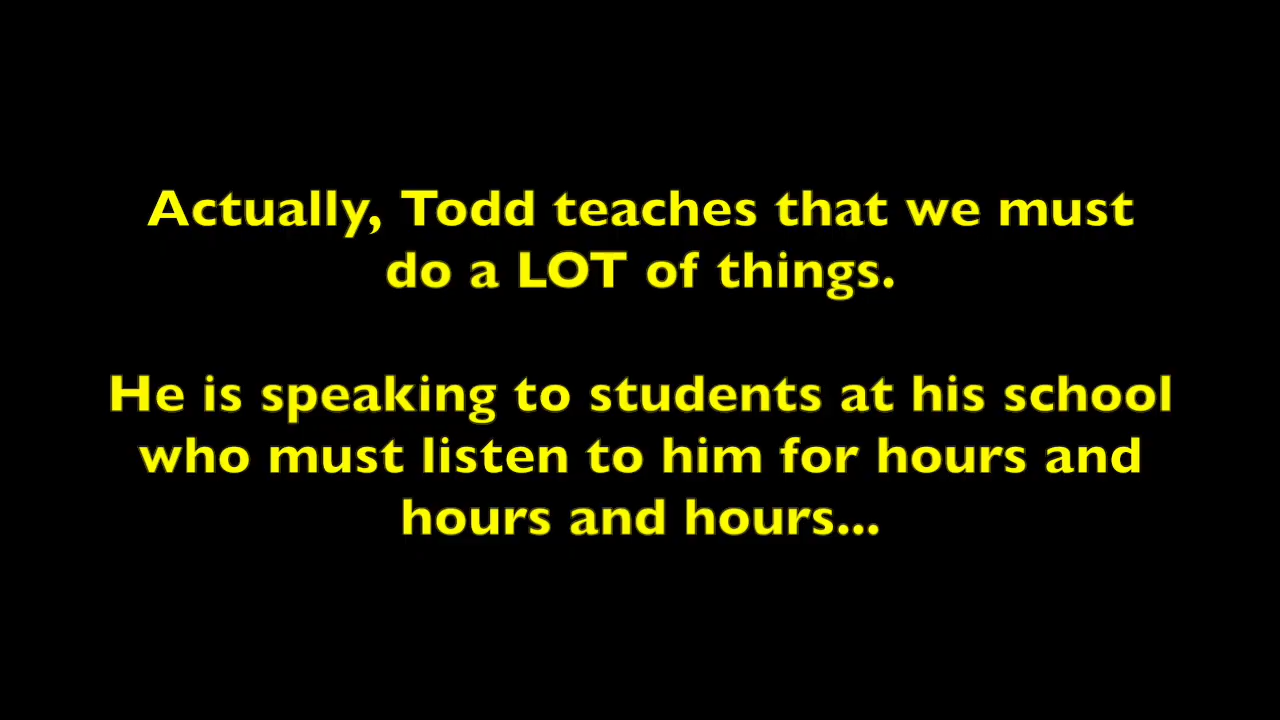 Actually, Todd teaches that we must
do a LOT of things.
He is speaking to students at his school
who must listen to him for hours and
hours and hours...